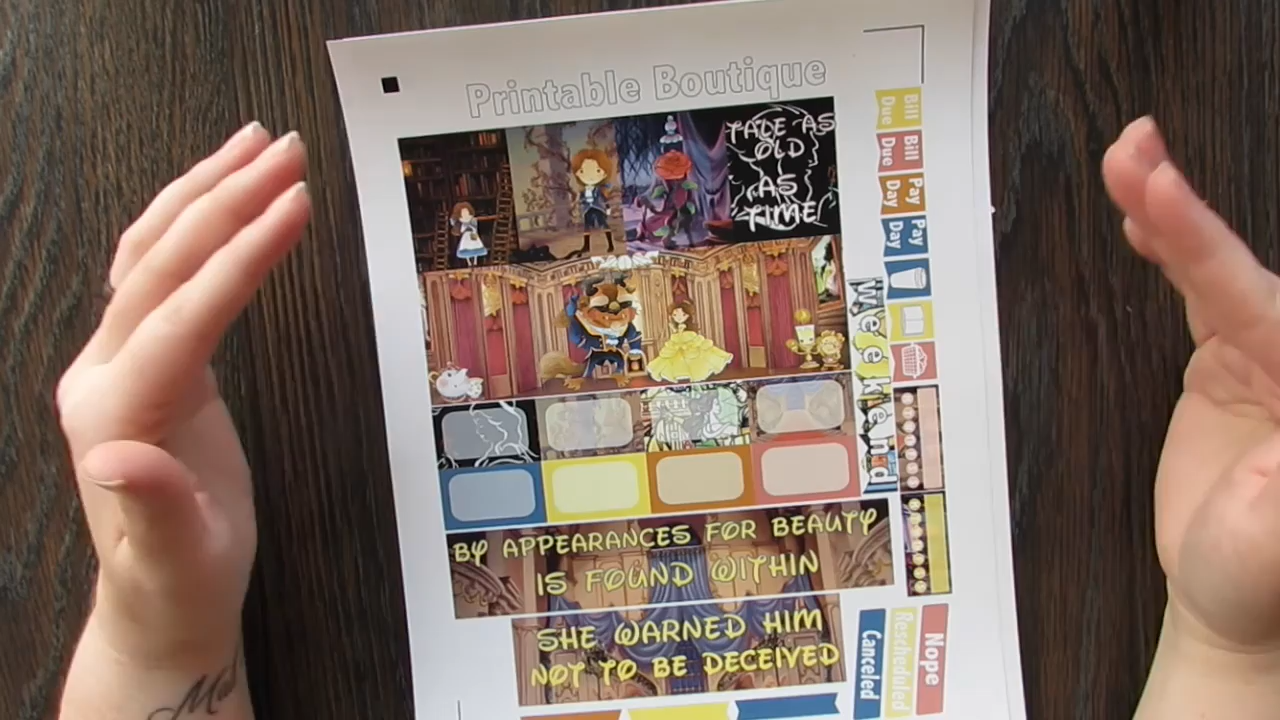 Printable Boutique
TALE AS
OLD
AS
TIME
Bill
Due
Bill
Due
Pay
Day
Pay
Day
Weekend
BY APPEARANCES FOR BEAUTY
IS FOUND WITHIN
SHE WARNED HIM
NOT TO BE DECEIVED
Nope
Rescheduled
Canceled